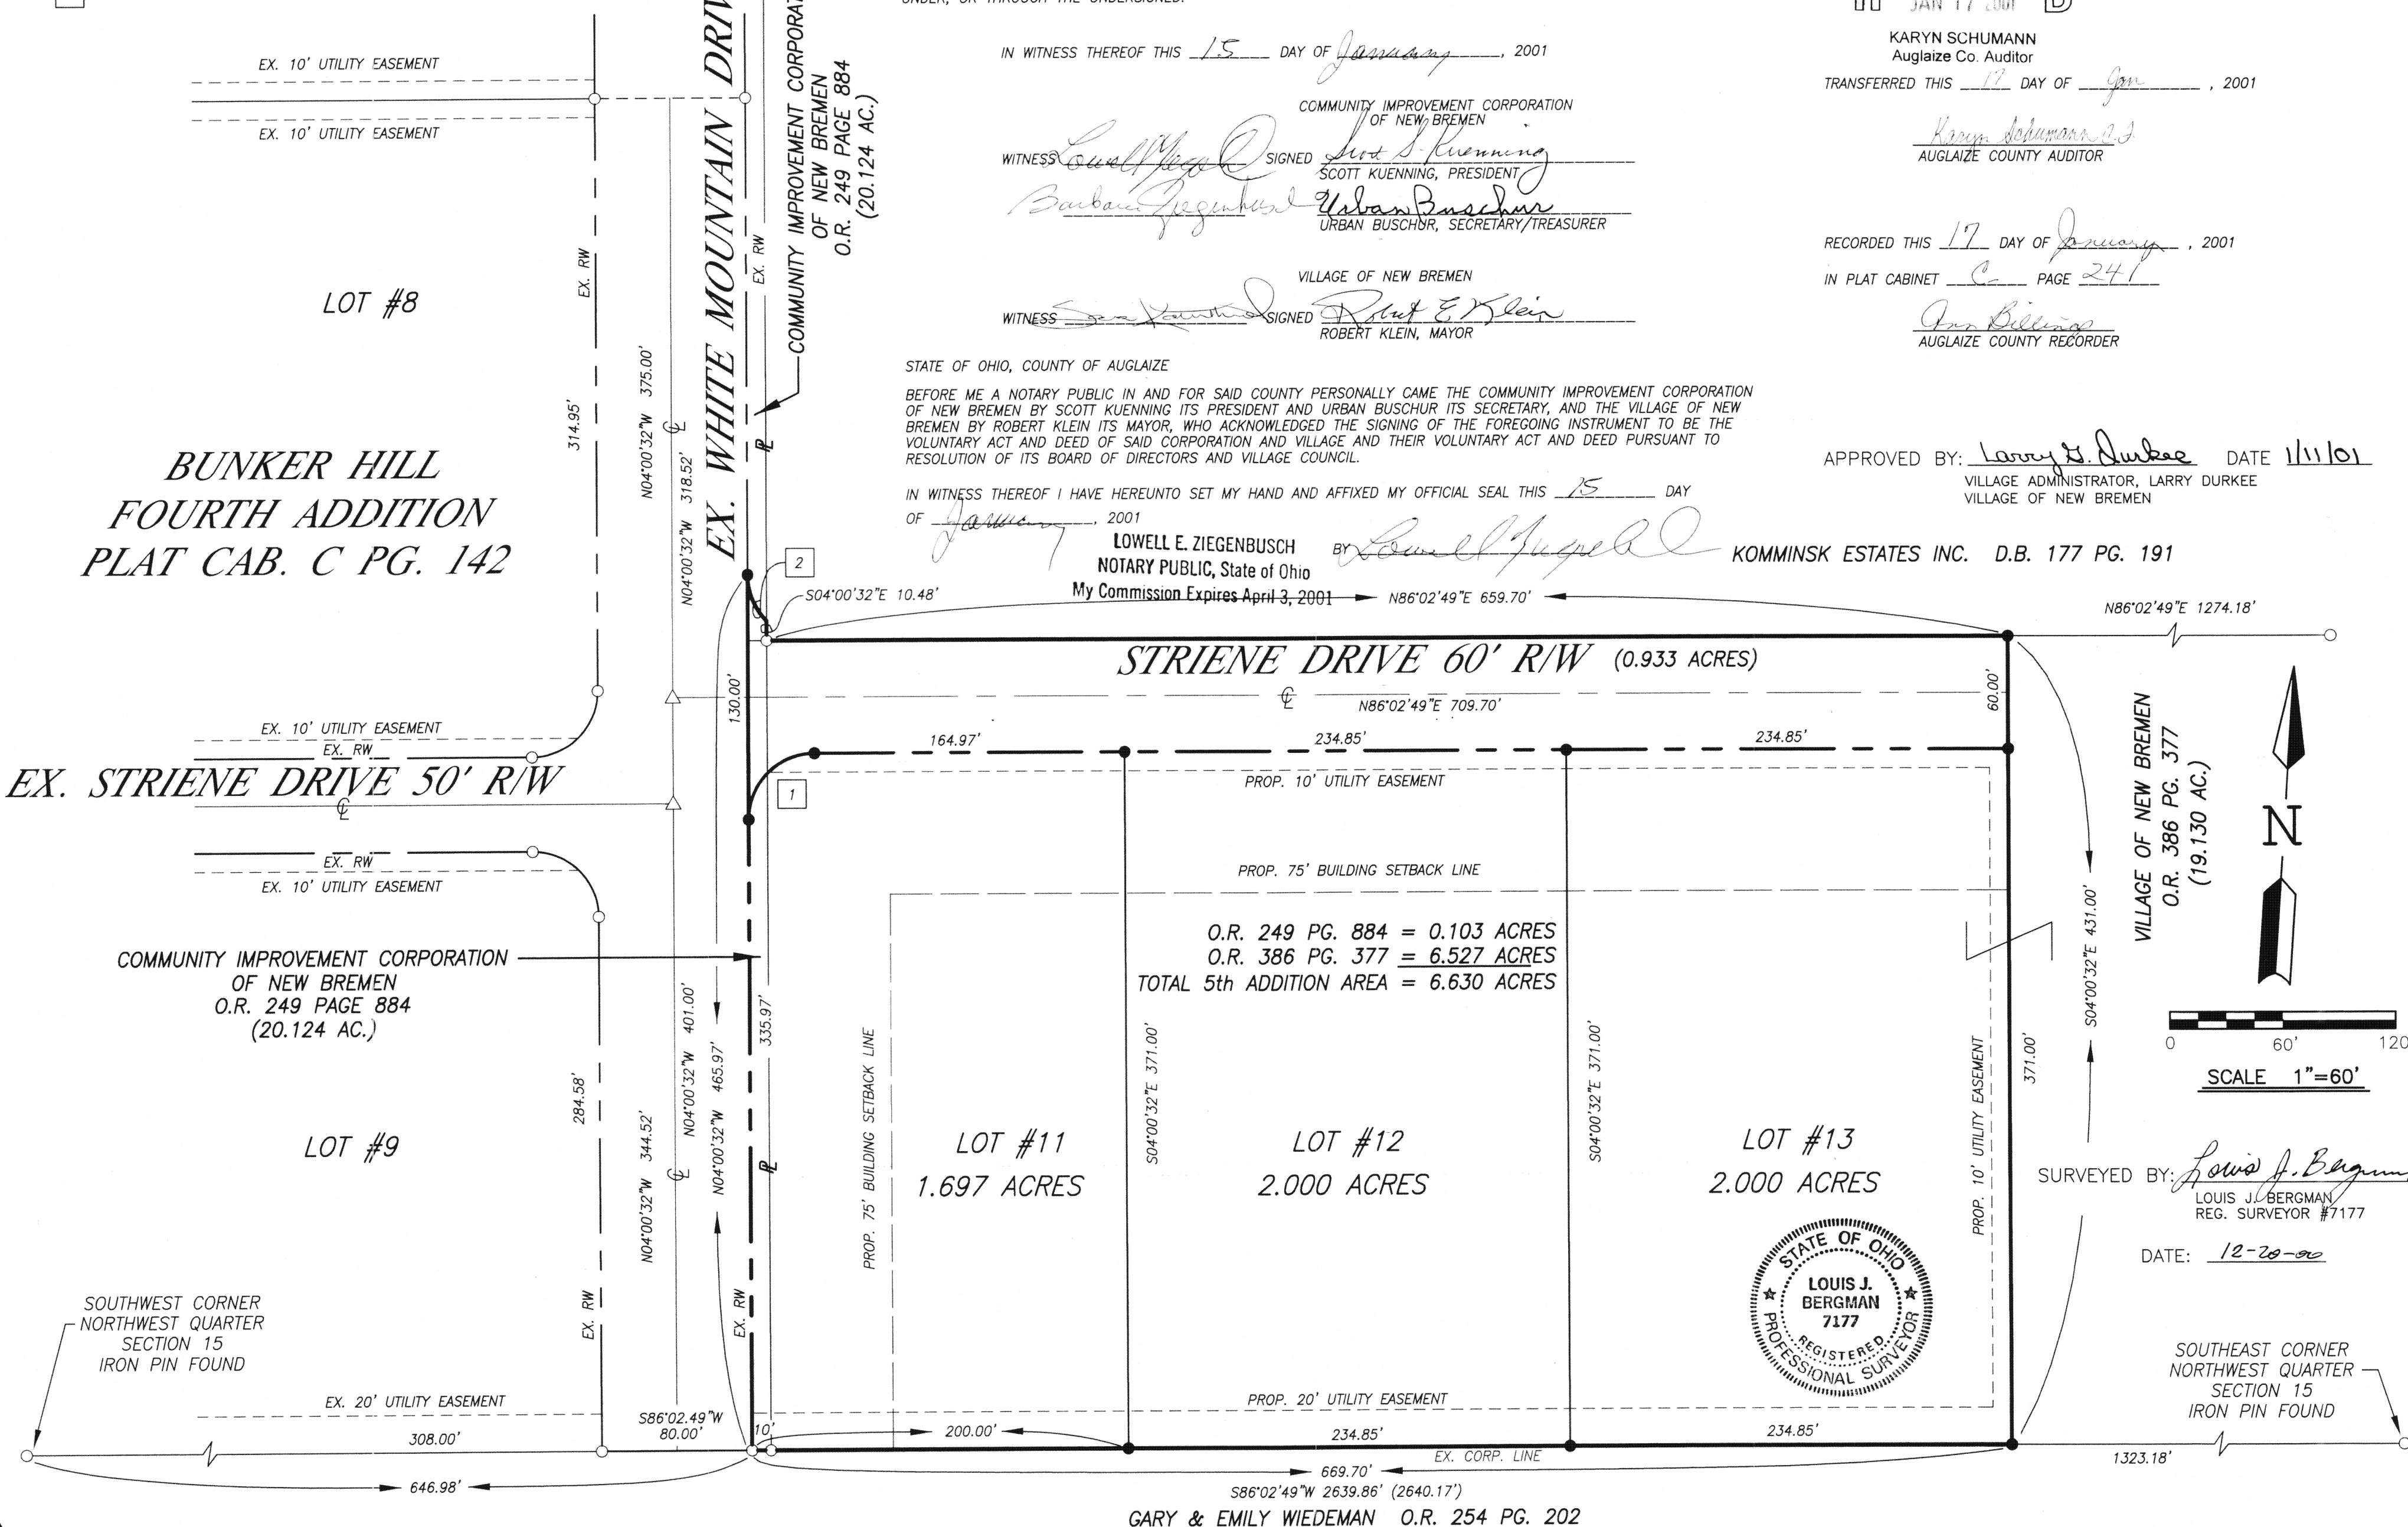 JAN 17 2001
KARYN SCHUMANN
Auglaize Co. Auditor
IN WITNESS THEREOF THIS 15 DAY OF January, 2001
COMMUNITY IMPROVEMENT CORPORATION
OF NEW BREMEN
WITNESS SIGNED Scott S. Kuenning
SCOTT KUENNING, PRESIDENT
Barbara Ziegenbusch Urban Buschur
URBAN BUSCHUR, SECRETARY/TREASURER
VILLAGE OF NEW BREMEN
WITNESS SIGNED Robert E Klein
ROBERT KLEIN, MAYOR
TRANSFERRED THIS 17 DAY OF Jan, 2001
Karyn Schumann
AUGLAIZE COUNTY AUDITOR
RECORDED THIS 17 DAY OF January, 2001
IN PLAT CABINET C PAGE 241
Ann Billings
AUGLAIZE COUNTY RECORDER
STATE OF OHIO, COUNTY OF AUGLAIZE
BEFORE ME A NOTARY PUBLIC IN AND FOR SAID COUNTY PERSONALLY CAME THE COMMUNITY IMPROVEMENT CORPORATION
OF NEW BREMEN BY SCOTT KUENNING ITS PRESIDENT AND URBAN BUSCHUR ITS SECRETARY, AND THE VILLAGE OF NEW
BREMEN BY ROBERT KLEIN ITS MAYOR, WHO ACKNOWLEDGED THE SIGNING OF THE FOREGOING INSTRUMENT TO BE THE
VOLUNTARY ACT AND DEED OF SAID CORPORATION AND VILLAGE AND THEIR VOLUNTARY ACT AND DEED PURSUANT TO
RESOLUTION OF ITS BOARD OF DIRECTORS AND VILLAGE COUNCIL.
IN WITNESS THEREOF I HAVE HEREUNTO SET MY HAND AND AFFIXED MY OFFICIAL SEAL THIS 15 DAY
OF January, 2001
BY
LOWELL E. ZIEGENBUSCH
NOTARY PUBLIC, State of Ohio
My Commission Expires April 3, 2001
APPROVED BY: Larry G. Durkee DATE 1/11/01
VILLAGE ADMINISTRATOR, LARRY DURKEE
VILLAGE OF NEW BREMEN
KOMMINSK ESTATES INC. D.B. 177 PG. 191
EX. 10' UTILITY EASEMENT
EX. 10' UTILITY EASEMENT
LOT #8
EX. RW
314.95'
N04°00'32"W 375.00'
N04°00'32"W 318.52'
EX. WHITE MOUNTAIN DRIV
EX. RW
COMMUNITY IMPROVEMENT CORPORAT
OF NEW BREMEN
O.R. 249 PAGE 884
(20.124 AC.)
BUNKER HILL
FOURTH ADDITION
PLAT CAB. C PG. 142
2
S04°00'32"E 10.48'
N86°02'49"E 659.70'
N86°02'49"E 1274.18'
STRIENE DRIVE 60' R/W (0.933 ACRES)
130.00'
60.00'
N86°02'49"E 709.70'
164.97'
234.85'
234.85'
EX. 10' UTILITY EASEMENT
EX. RW
EX. STRIENE DRIVE 50' R/W
EX. RW
EX. 10' UTILITY EASEMENT
1
PROP. 10' UTILITY EASEMENT
PROP. 75' BUILDING SETBACK LINE
O.R. 249 PG. 884 = 0.103 ACRES
O.R. 386 PG. 377 = 6.527 ACRES
TOTAL 5th ADDITION AREA = 6.630 ACRES
VILLAGE OF NEW BREMEN
O.R. 386 PG. 377
(19.130 AC.)
N
S04°00'32"E 431.00'
371.00'
0 60' 120
SCALE 1"=60'
COMMUNITY IMPROVEMENT CORPORATION
OF NEW BREMEN
O.R. 249 PAGE 884
(20.124 AC.)
284.58'
LOT #9
EX. RW
N04°00'32"W 344.52'
N04°00'32"W 401.00'
N04°00'32"W 465.97'
335.97'
EX. RW
PROP. 75' BUILDING SETBACK LINE
S04°00'32"E 371.00'
S04°00'32"E 371.00'
PROP. 10' UTILITY EASEMENT
LOT #11
1.697 ACRES
LOT #12
2.000 ACRES
LOT #13
2.000 ACRES
SURVEYED BY: Louis J. Bergman
LOUIS J. BERGMAN
REG. SURVEYOR #7177
DATE: 12-20-00
STATE OF OHIO
LOUIS J.
BERGMAN
7177
REGISTERED
PROFESSIONAL SURVEYOR
SOUTHWEST CORNER
NORTHWEST QUARTER
SECTION 15
IRON PIN FOUND
SOUTHEAST CORNER
NORTHWEST QUARTER
SECTION 15
IRON PIN FOUND
EX. 20' UTILITY EASEMENT
PROP. 20' UTILITY EASEMENT
S86°02.49"W
80.00'
308.00'
10'
200.00'
234.85'
234.85'
EX. CORP. LINE
1323.18'
646.98'
669.70'
S86°02'49"W 2639.86' (2640.17')
GARY & EMILY WIEDEMAN O.R. 254 PG. 202